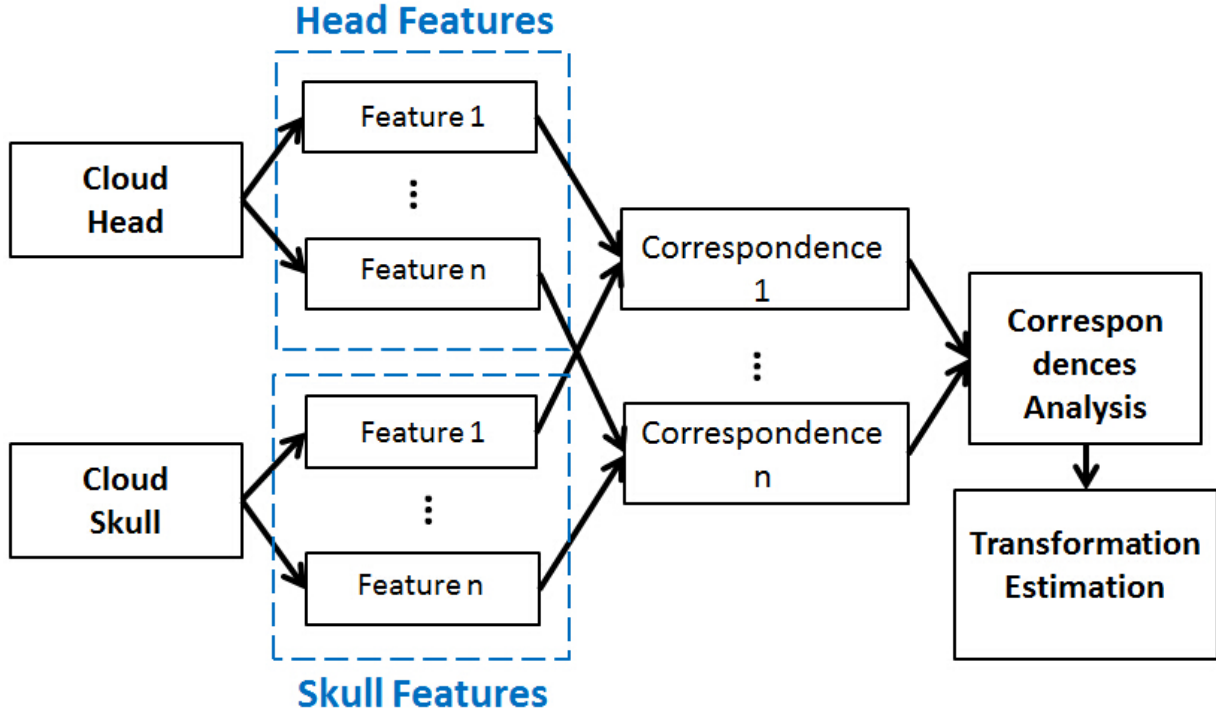 Head Features
Feature 1
Cloud
Head
...
Feature n
Correspondence
1
...
Correspondence
n
Correspon
dences
Analysis
Cloud
Skull
Feature 1
...
Feature n
Transformation
Estimation
Skull Features